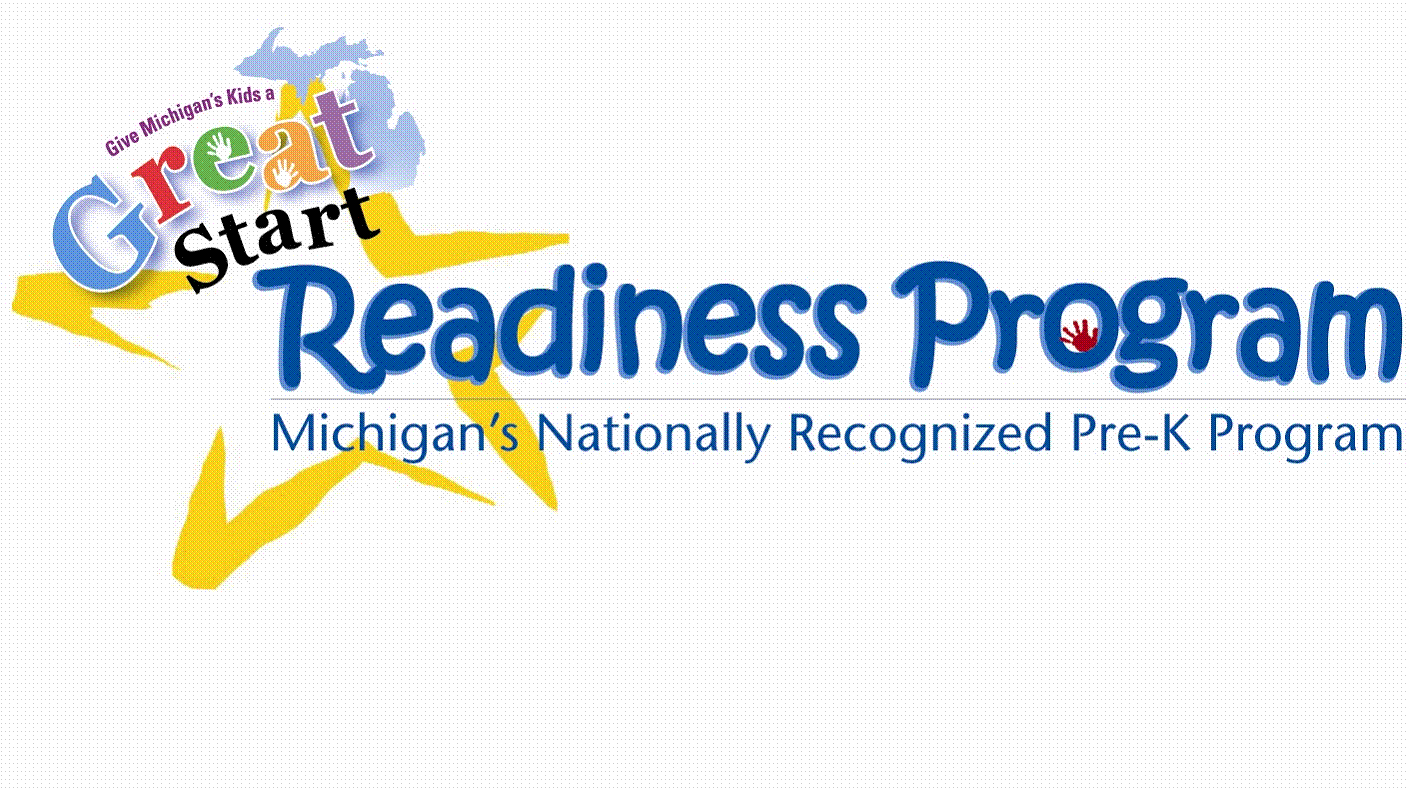 Give Michigan's Kids a
Great
Start
Readiness Program
Michigan's Nationally Recognized Pre-K Program